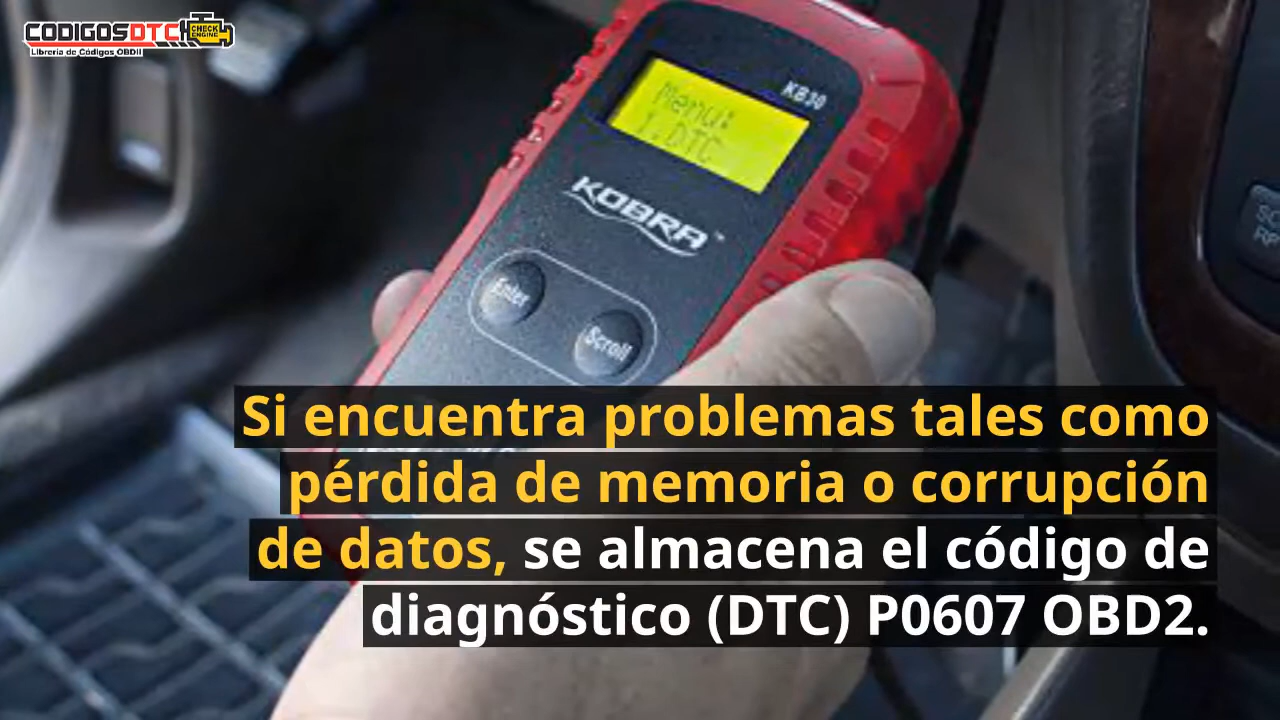 CODIGOSDTC
CHECK
ENGINE
Librería de Códigos OBDII
KB30
Menu:
1.DTC
KOBRA
Enter
Scroll
Si encuentra problemas tales como
pérdida de memoria o corrupción
de datos, se almacena el código de
diagnóstico (DTC) P0607 OBD2.